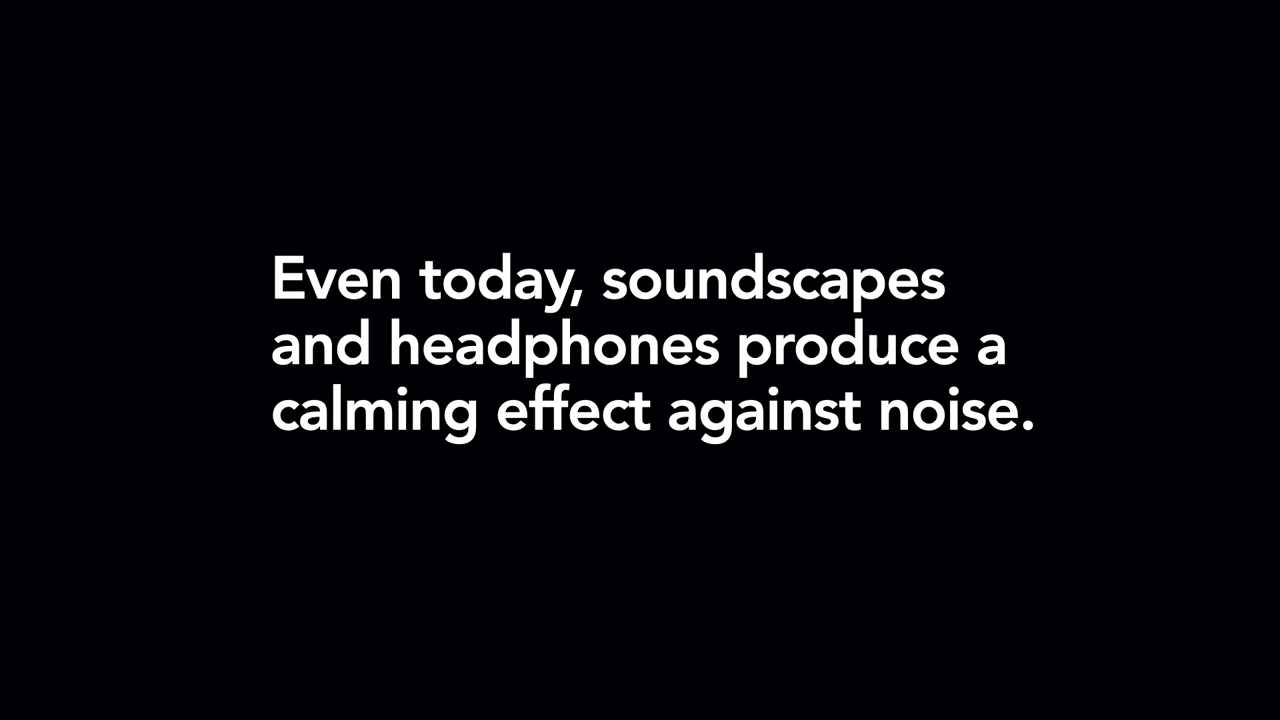 Even today, soundscapes
and headphones produce a
calming effect against noise.